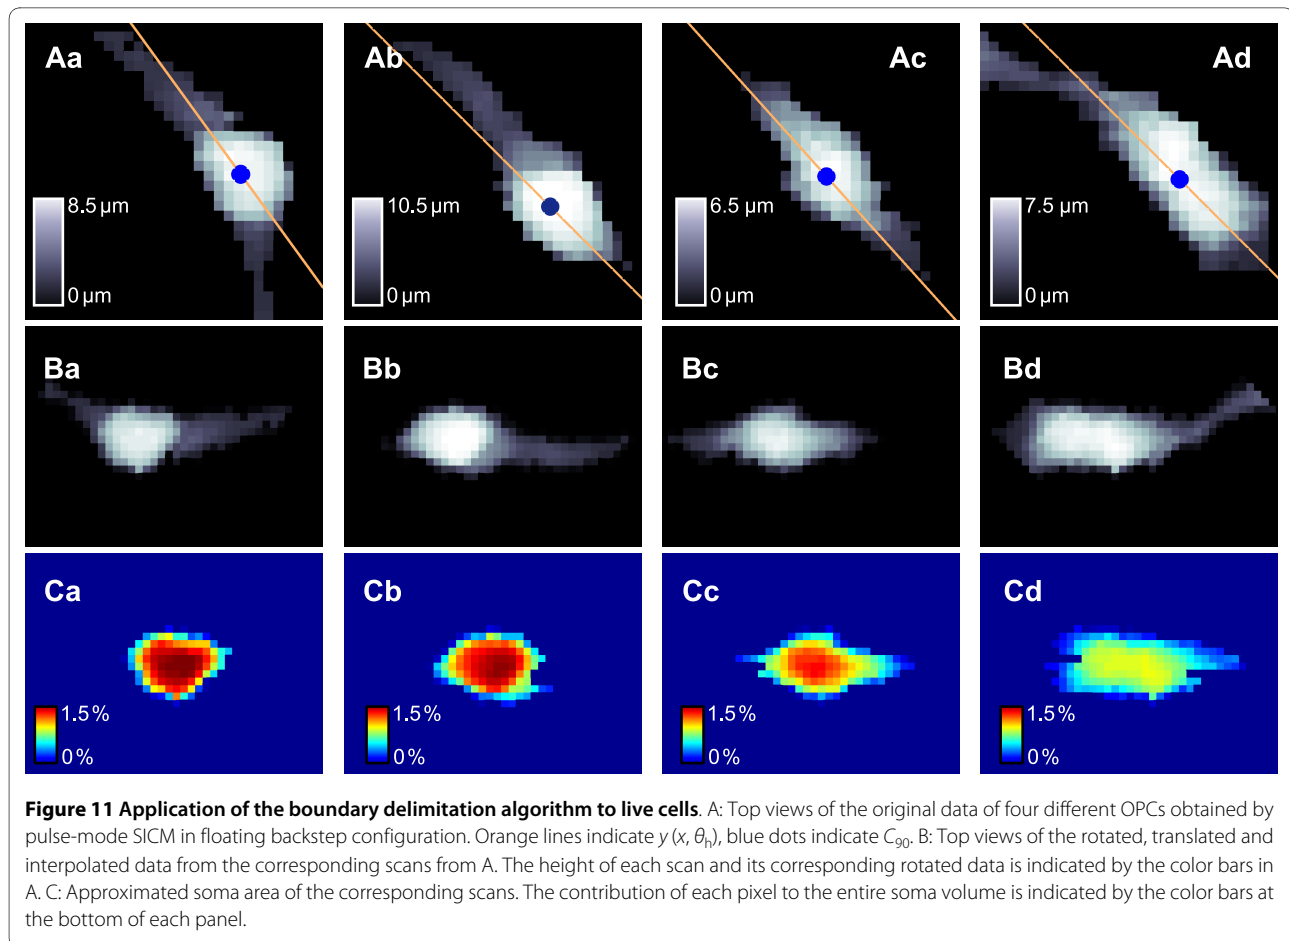 Aa
Ab
Ac
Ad
8.5 µm
0 µm
10.5 µm
0 µm
6.5 µm
0 µm
7.5 µm
0 µm
Ba
Bb
Bc
Bd
Ca
Cb
Cc
Cd
1.5 %
0 %
1.5 %
0 %
1.5 %
0 %
1.5 %
0 %
Figure 11 Application of the boundary delimitation algorithm to live cells. A: Top views of the original data of four different OPCs obtained by
pulse-mode SICM in floating backstep configuration. Orange lines indicate y (x, θh), blue dots indicate C90. B: Top views of the rotated, translated and
interpolated data from the corresponding scans from A. The height of each scan and its corresponding rotated data is indicated by the color bars in
A. C: Approximated soma area of the corresponding scans. The contribution of each pixel to the entire soma volume is indicated by the color bars at
the bottom of each panel.